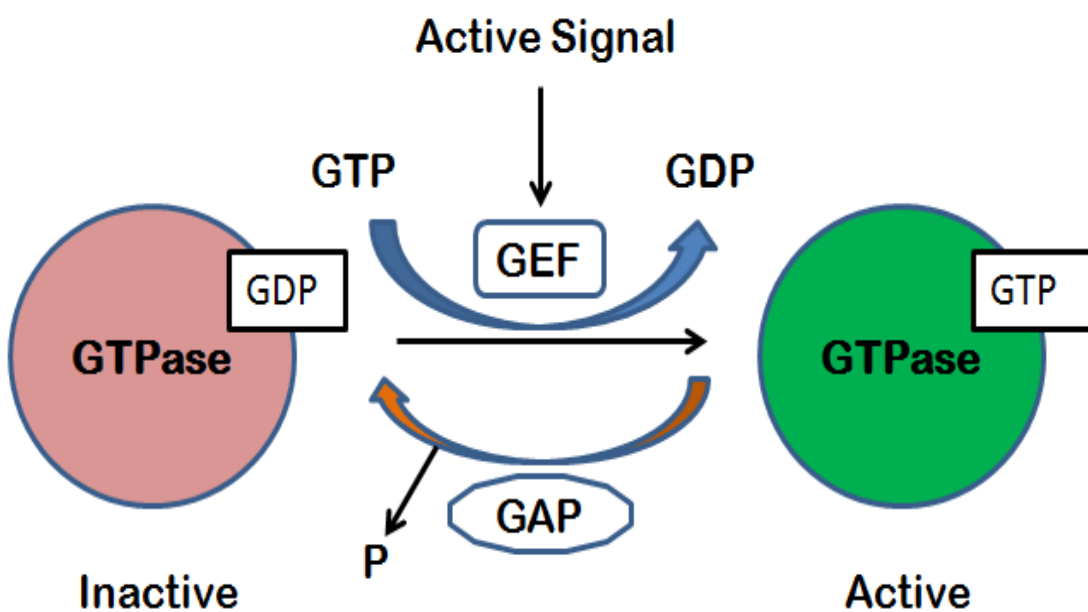 Active Signal
GTP
GDP
GEF
GDP
GTPase
GTP
GTPase
GAP
P
Inactive
Active